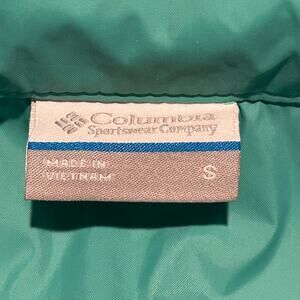 Columbia
Sportswear Company
MADE IN
VIETNAM
S